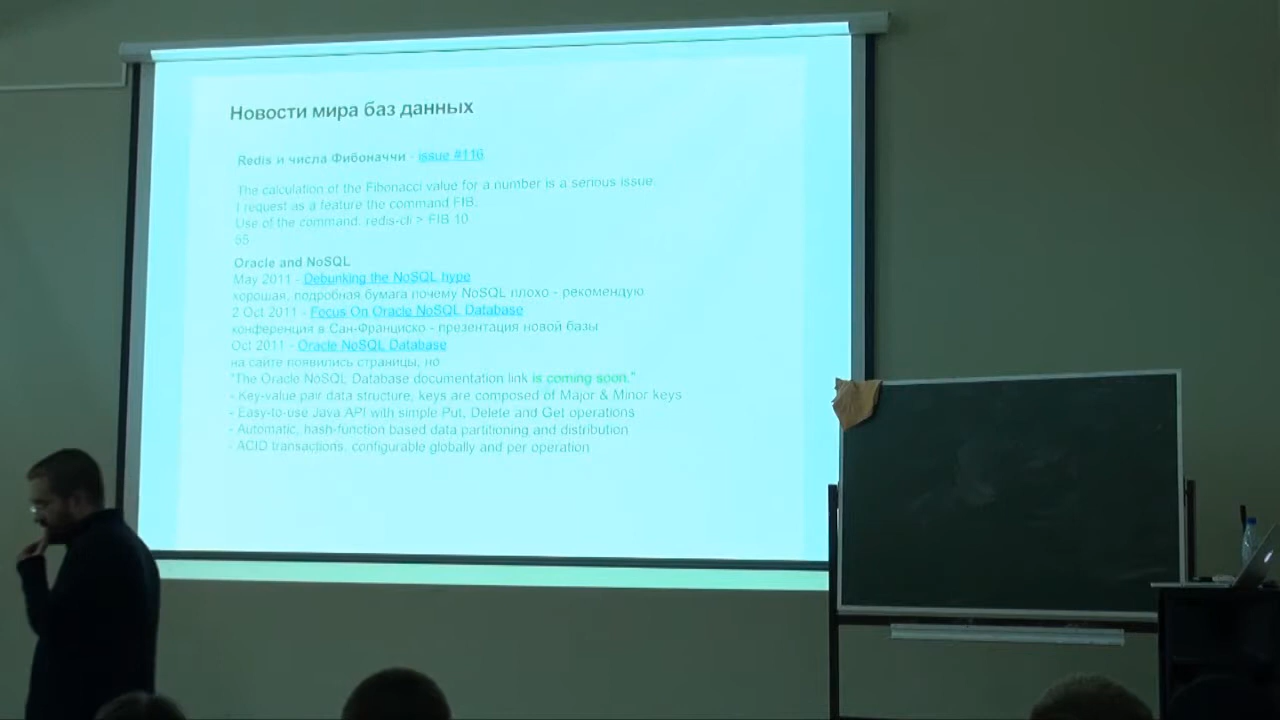 Новости мира баз данных
Redis и числа Фибоначчи - issue #116
The calculation of the Fibonacci value for a number is a serious issue.
I request as a feature the command FIB.
Use of the command. redis-cli > FIB 10
55
Oracle and NoSQL
May 2011 - Debunking the NoSQL hype
хорошая, подробная бумага почему NoSQL плохо - рекомендую
2 Oct 2011 - Focus On Oracle NoSQL Database
конференция в Сан-Франциско - презентация новой базы
Oct 2011 - Oracle NoSQL Database
на сайте появились страницы, но
"The Oracle NoSQL Database documentation link is coming soon."
- Key-value pair data structure, keys are composed of Major & Minor keys
- Easy-to-use Java API with simple Put, Delete and Get operations
- Automatic, hash-function based data partitioning and distribution
- ACID transactions, configurable globally and per operation